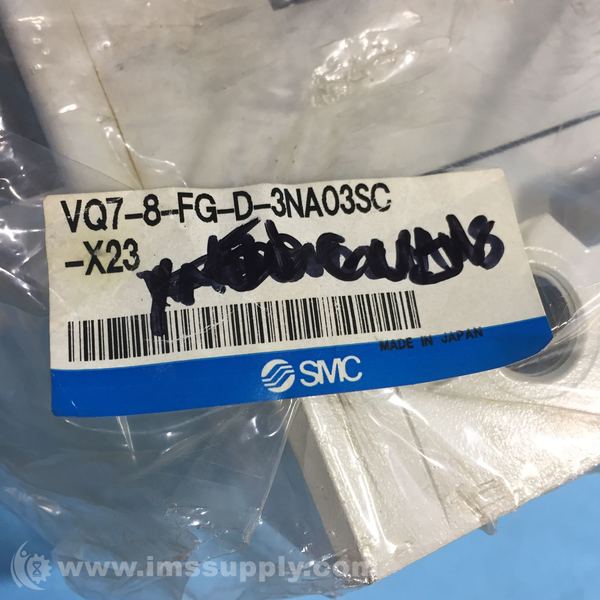 VQ7-8-FG-D-3NA03SC
-X23
MADE IN JAPAN
SMC
www.imssupply.com